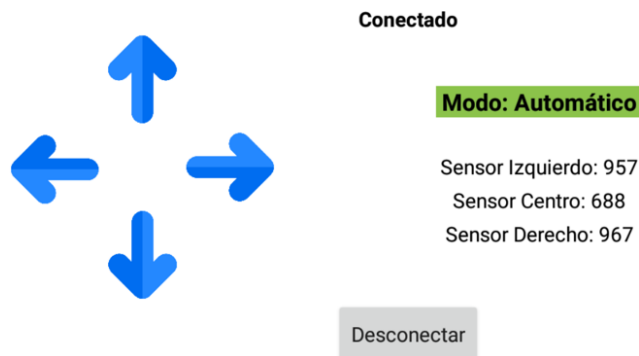 Conectado
Modo: Automático
Sensor Izquierdo: 957
Sensor Centro: 688
Sensor Derecho: 967
Desconectar